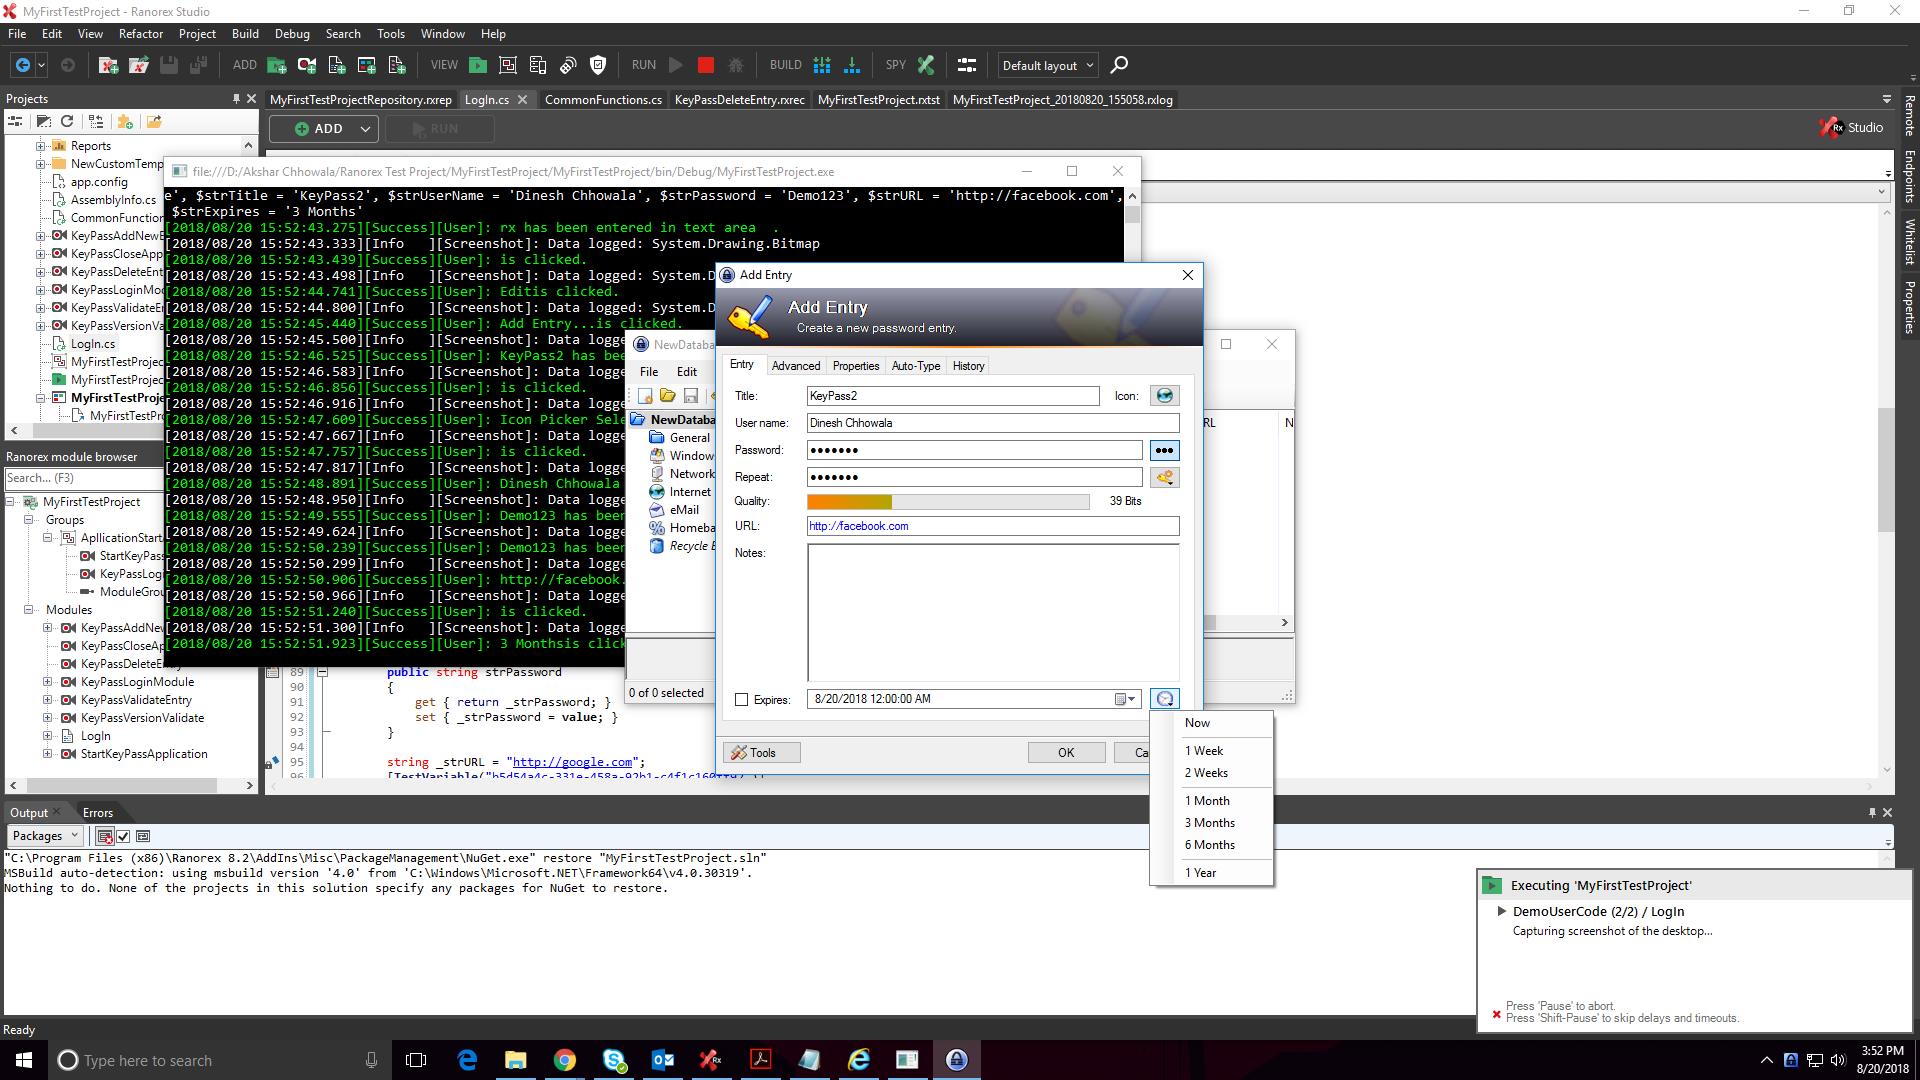 MyFirstTestProject - Ranorex Studio
File Edit View Refactor Project Build Debug Search Tools Window Help
ADD VIEW RUN BUILD SPY Default layout
Projects
MyFirstTestProjectRepository.rxrep LogIn.cs CommonFunctions.cs KeyPassDeleteEntry.rxrec MyFirstTestProject.rxtst MyFirstTestProject_20180820_155058.rxlog
ADD RUN
Studio
Remote
Endpoints
Whitelist
Properties
Reports
NewCustomTemp
app.config
AssemblyInfo.cs
CommonFunction
KeyPassAddNewE
KeyPassCloseApp
KeyPassDeleteEnt
KeyPassLoginMod
KeyPassValidateE
KeyPassVersionVa
LogIn.cs
MyFirstTestProjec
MyFirstTestProjec
MyFirstTestProje
MyFirstTestPro
Ranorex module browser
Search... (F3)
MyFirstTestProject
Groups
ApllicationStart
StartKeyPass
KeyPassLogi
ModuleGrou
Modules
KeyPassAddNew
KeyPassCloseAp
KeyPassDeleteE
KeyPassLoginModule
KeyPassValidateEntry
KeyPassVersionValidate
LogIn
StartKeyPassApplication
file:///D:/Akshar Chhowala/Ranorex Test Project/MyFirstTestProject/MyFirstTestProject/bin/Debug/MyFirstTestProject.exe
e', $strTitle = 'KeyPass2', $strUserName = 'Dinesh Chhowala', $strPassword = 'Demo123', $strURL = 'http://facebook.com',
$strExpires = '3 Months'
[2018/08/20 15:52:43.275][Success][User]: rx has been entered in text area .
[2018/08/20 15:52:43.333][Info ][Screenshot]: Data logged: System.Drawing.Bitmap
[2018/08/20 15:52:43.439][Success][User]: is clicked.
[2018/08/20 15:52:43.498][Info ][Screenshot]: Data logged: System.D
[2018/08/20 15:52:44.741][Success][User]: Editis clicked.
[2018/08/20 15:52:44.800][Info ][Screenshot]: Data logged: System.D
[2018/08/20 15:52:45.440][Success][User]: Add Entry...is clicked.
[2018/08/20 15:52:45.500][Info ][Screenshot]: Data logge
[2018/08/20 15:52:46.525][Success][User]: KeyPass2 has bee
[2018/08/20 15:52:46.583][Info ][Screenshot]: Data logge
[2018/08/20 15:52:46.856][Success][User]: is clicked.
[2018/08/20 15:52:46.916][Info ][Screenshot]: Data logge
[2018/08/20 15:52:47.609][Success][User]: Icon Picker Sele
[2018/08/20 15:52:47.667][Info ][Screenshot]: Data logge
[2018/08/20 15:52:47.757][Success][User]: is clicked.
[2018/08/20 15:52:47.817][Info ][Screenshot]: Data logge
[2018/08/20 15:52:48.891][Success][User]: Dinesh Chhowala
[2018/08/20 15:52:48.950][Info ][Screenshot]: Data logge
[2018/08/20 15:52:49.555][Success][User]: Demo123 has been
[2018/08/20 15:52:49.624][Info ][Screenshot]: Data logge
[2018/08/20 15:52:50.239][Success][User]: Demo123 has been
[2018/08/20 15:52:50.299][Info ][Screenshot]: Data logge
[2018/08/20 15:52:50.906][Success][User]: http://facebook.
[2018/08/20 15:52:50.966][Info ][Screenshot]: Data logge
[2018/08/20 15:52:51.240][Success][User]: is clicked.
[2018/08/20 15:52:51.300][Info ][Screenshot]: Data logge
[2018/08/20 15:52:51.923][Success][User]: 3 Monthsis click
89 public string strPassword
90 {
91 get { return _strPassword; }
92 set { _strPassword = value; }
93 }
94
95 string _strURL = "http://google.com";
96
NewDataba
File Edit
NewDataba
General
Window
Network
Internet
eMail
Homeba
Recycle B
RL N
0 of 0 selected
Add Entry
Add Entry
Create a new password entry.
Entry Advanced Properties Auto-Type History
Title: KeyPass2 Icon:
User name: Dinesh Chhowala
Password: ●●●●●●●
Repeat: ●●●●●●●
Quality: 39 Bits
URL: http://facebook.com
Notes:
Expires: 8/20/2018 12:00:00 AM
Tools OK Ca
Now
1 Week
2 Weeks
1 Month
3 Months
6 Months
1 Year
Output Errors
Packages
"C:\Program Files (x86)\Ranorex 8.2\AddIns\Misc\PackageManagement\NuGet.exe" restore "MyFirstTestProject.sln"
MSBuild auto-detection: using msbuild version '4.0' from 'C:\Windows\Microsoft.NET\Framework64\v4.0.30319'.
Nothing to do. None of the projects in this solution specify any packages for NuGet to restore.
Executing 'MyFirstTestProject'
DemoUserCode (2/2) / LogIn
Capturing screenshot of the desktop...
Press 'Pause' to abort.
Press 'Shift-Pause' to skip delays and timeouts.
Ready
Type here to search
3:52 PM
8/20/2018